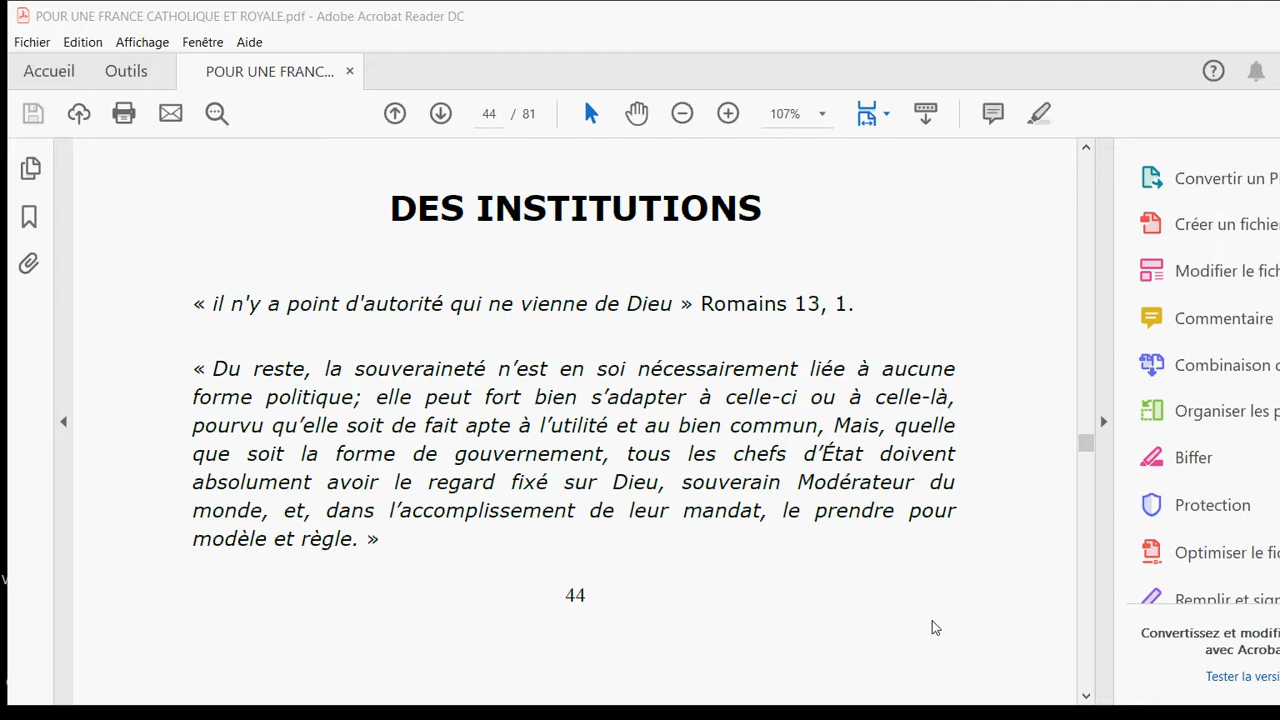 POUR UNE FRANCE CATHOLIQUE ET ROYALE.pdf - Adobe Acrobat Reader DC
Fichier Edition Affichage Fenêtre Aide
Accueil Outils POUR UNE FRANC... ×
44 / 81 107%
DES INSTITUTIONS
« il n'y a point d'autorité qui ne vienne de Dieu » Romains 13, 1.
« Du reste, la souveraineté n’est en soi nécessairement liée à aucune
forme politique; elle peut fort bien s’adapter à celle-ci ou à celle-là,
pourvu qu’elle soit de fait apte à l’utilité et au bien commun, Mais, quelle
que soit la forme de gouvernement, tous les chefs d’État doivent
absolument avoir le regard fixé sur Dieu, souverain Modérateur du
monde, et, dans l’accomplissement de leur mandat, le prendre pour
modèle et règle. »
44
Convertir un P
Créer un fichie
Modifier le fich
Commentaire
Combinaison d
Organiser les p
Biffer
Protection
Optimiser le fic
Remplir et sign
Convertissez et modifi
avec Acroba
Tester la versi